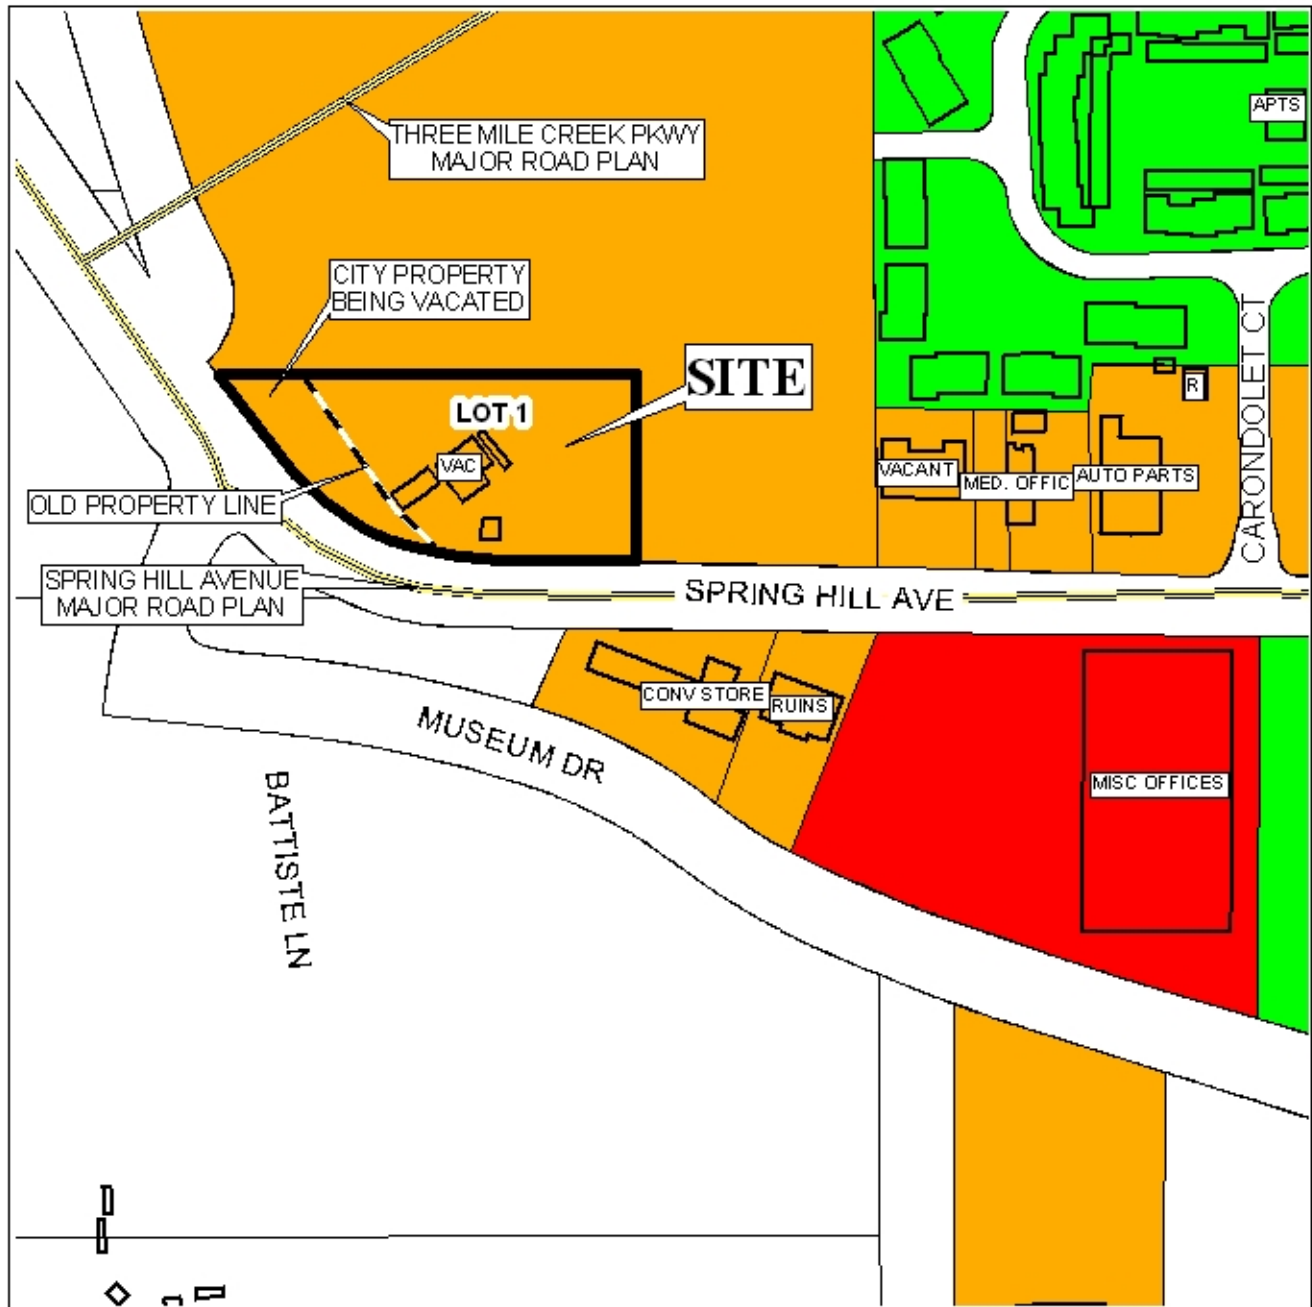 THREE MILE CREEK PKWY
MAJOR ROAD PLAN
APTS
CITY PROPERTY
BEING VACATED
SITE
LOT 1
VAC
R
CARONDOLET CT
VACANT
MED. OFFIC
AUTO PARTS
OLD PROPERTY LINE
SPRING HILL AVENUE
MAJOR ROAD PLAN
SPRING HILL AVE
CONV STORE
RUINS
MUSEUM DR
MISC OFFICES
BATTISTE LN